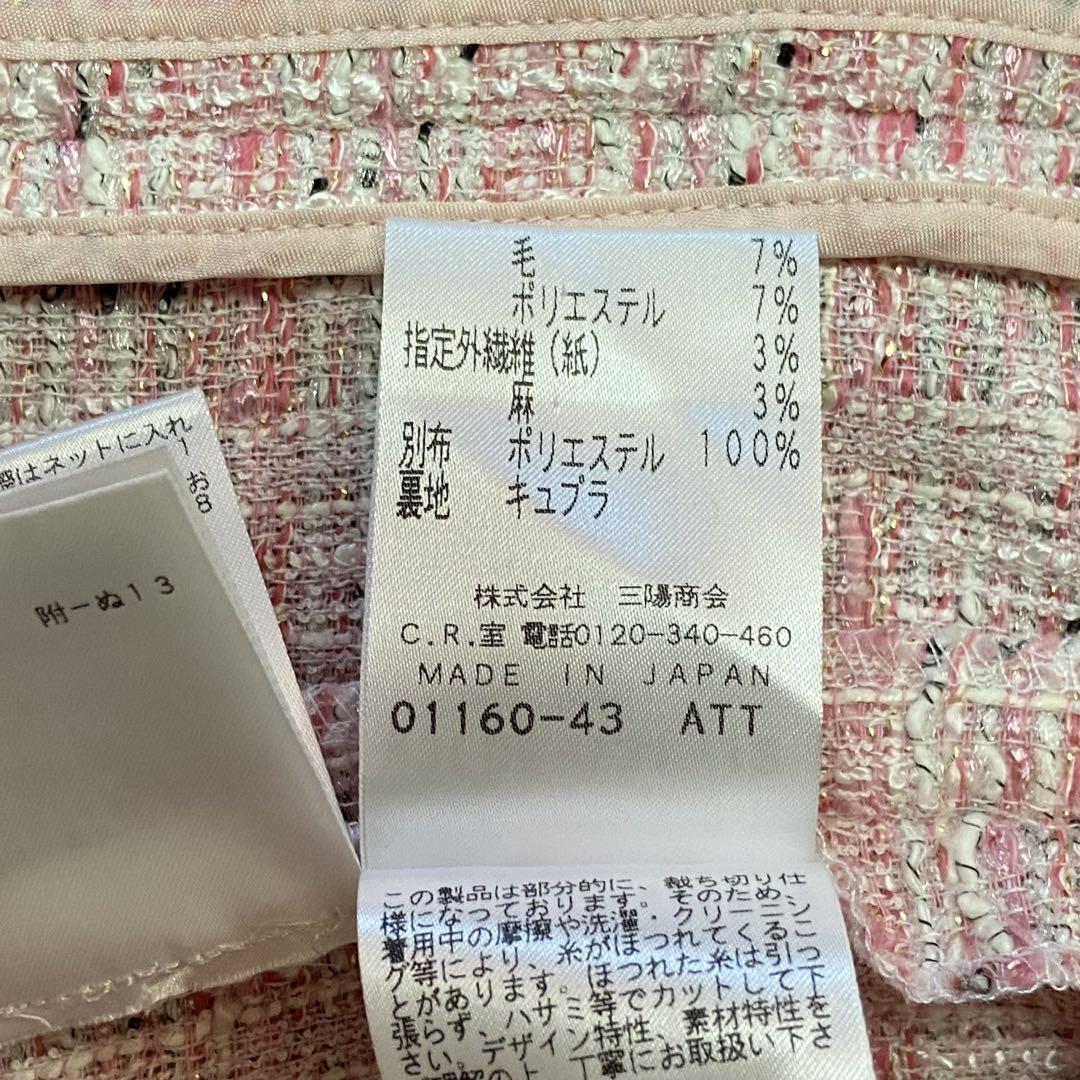 毛 7%
ポリエステル 7%
指定外繊維(紙) 3%
麻 3%
別布 ポリエステル 100%
裏地 キュプラ
株式会社 三陽商会
C.R.室 電話0120-340-460
MADE IN JAPAN
01160-43 ATT
際はネットに入れ
お
8
附ーぬ13
この製品は部分的に、裁ち切り仕
様になっております。そのため、
着用中の摩擦や洗濯・クリーニン
グ等により、糸がほつれてくるこ
とがあります。ほつれた糸は引っ
張らず、ハサミ等でカットして下
さい。デザイン特性、素材特性を
丁寧にお取扱い下さ